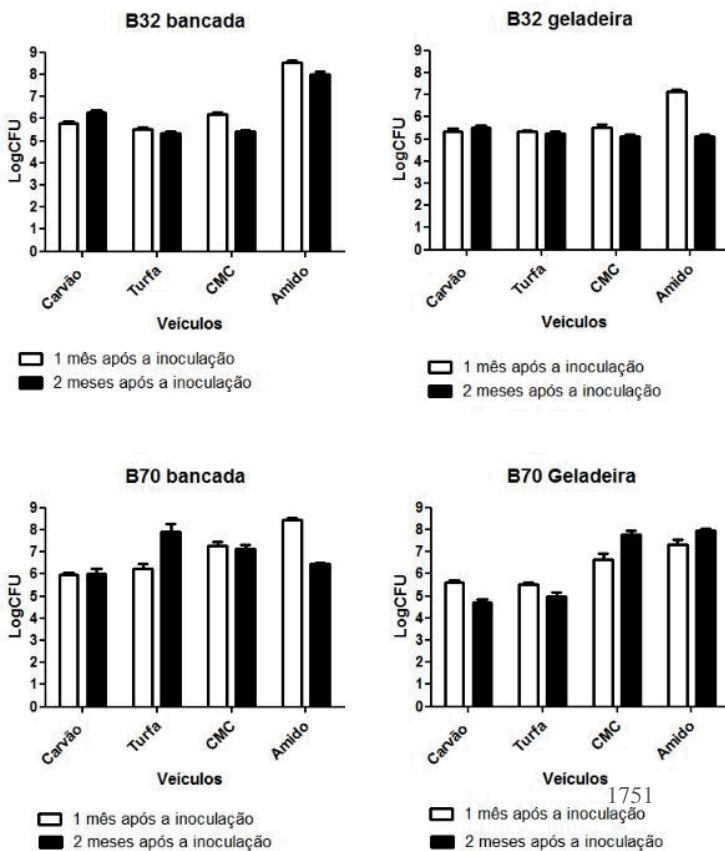 B32 bancada
LogCFU
9
8
7
6
5
4
3
2
1
0
Carvão
Turfa
CMC
Amido
Veículos
1 mês após a inoculação
2 meses após a inoculação
B32 geladeira
LogCFU
9
8
7
6
5
4
3
2
1
0
Carvão
Turfa
CMC
Amido
Veículos
1 mês após a inoculação
2 meses após a inoculação
B70 bancada
LogCFU
9
8
7
6
5
4
3
2
1
0
Carvão
Turfa
CMC
Amido
Veículos
1 mês após a inoculação
2 meses após a inoculação
B70 Geladeira
LogCFU
9
8
7
6
5
4
3
2
1
0
Carvão
Turfa
CMC
Amido
Veículos
1751
1 mês após a inoculação
2 meses após a inoculação